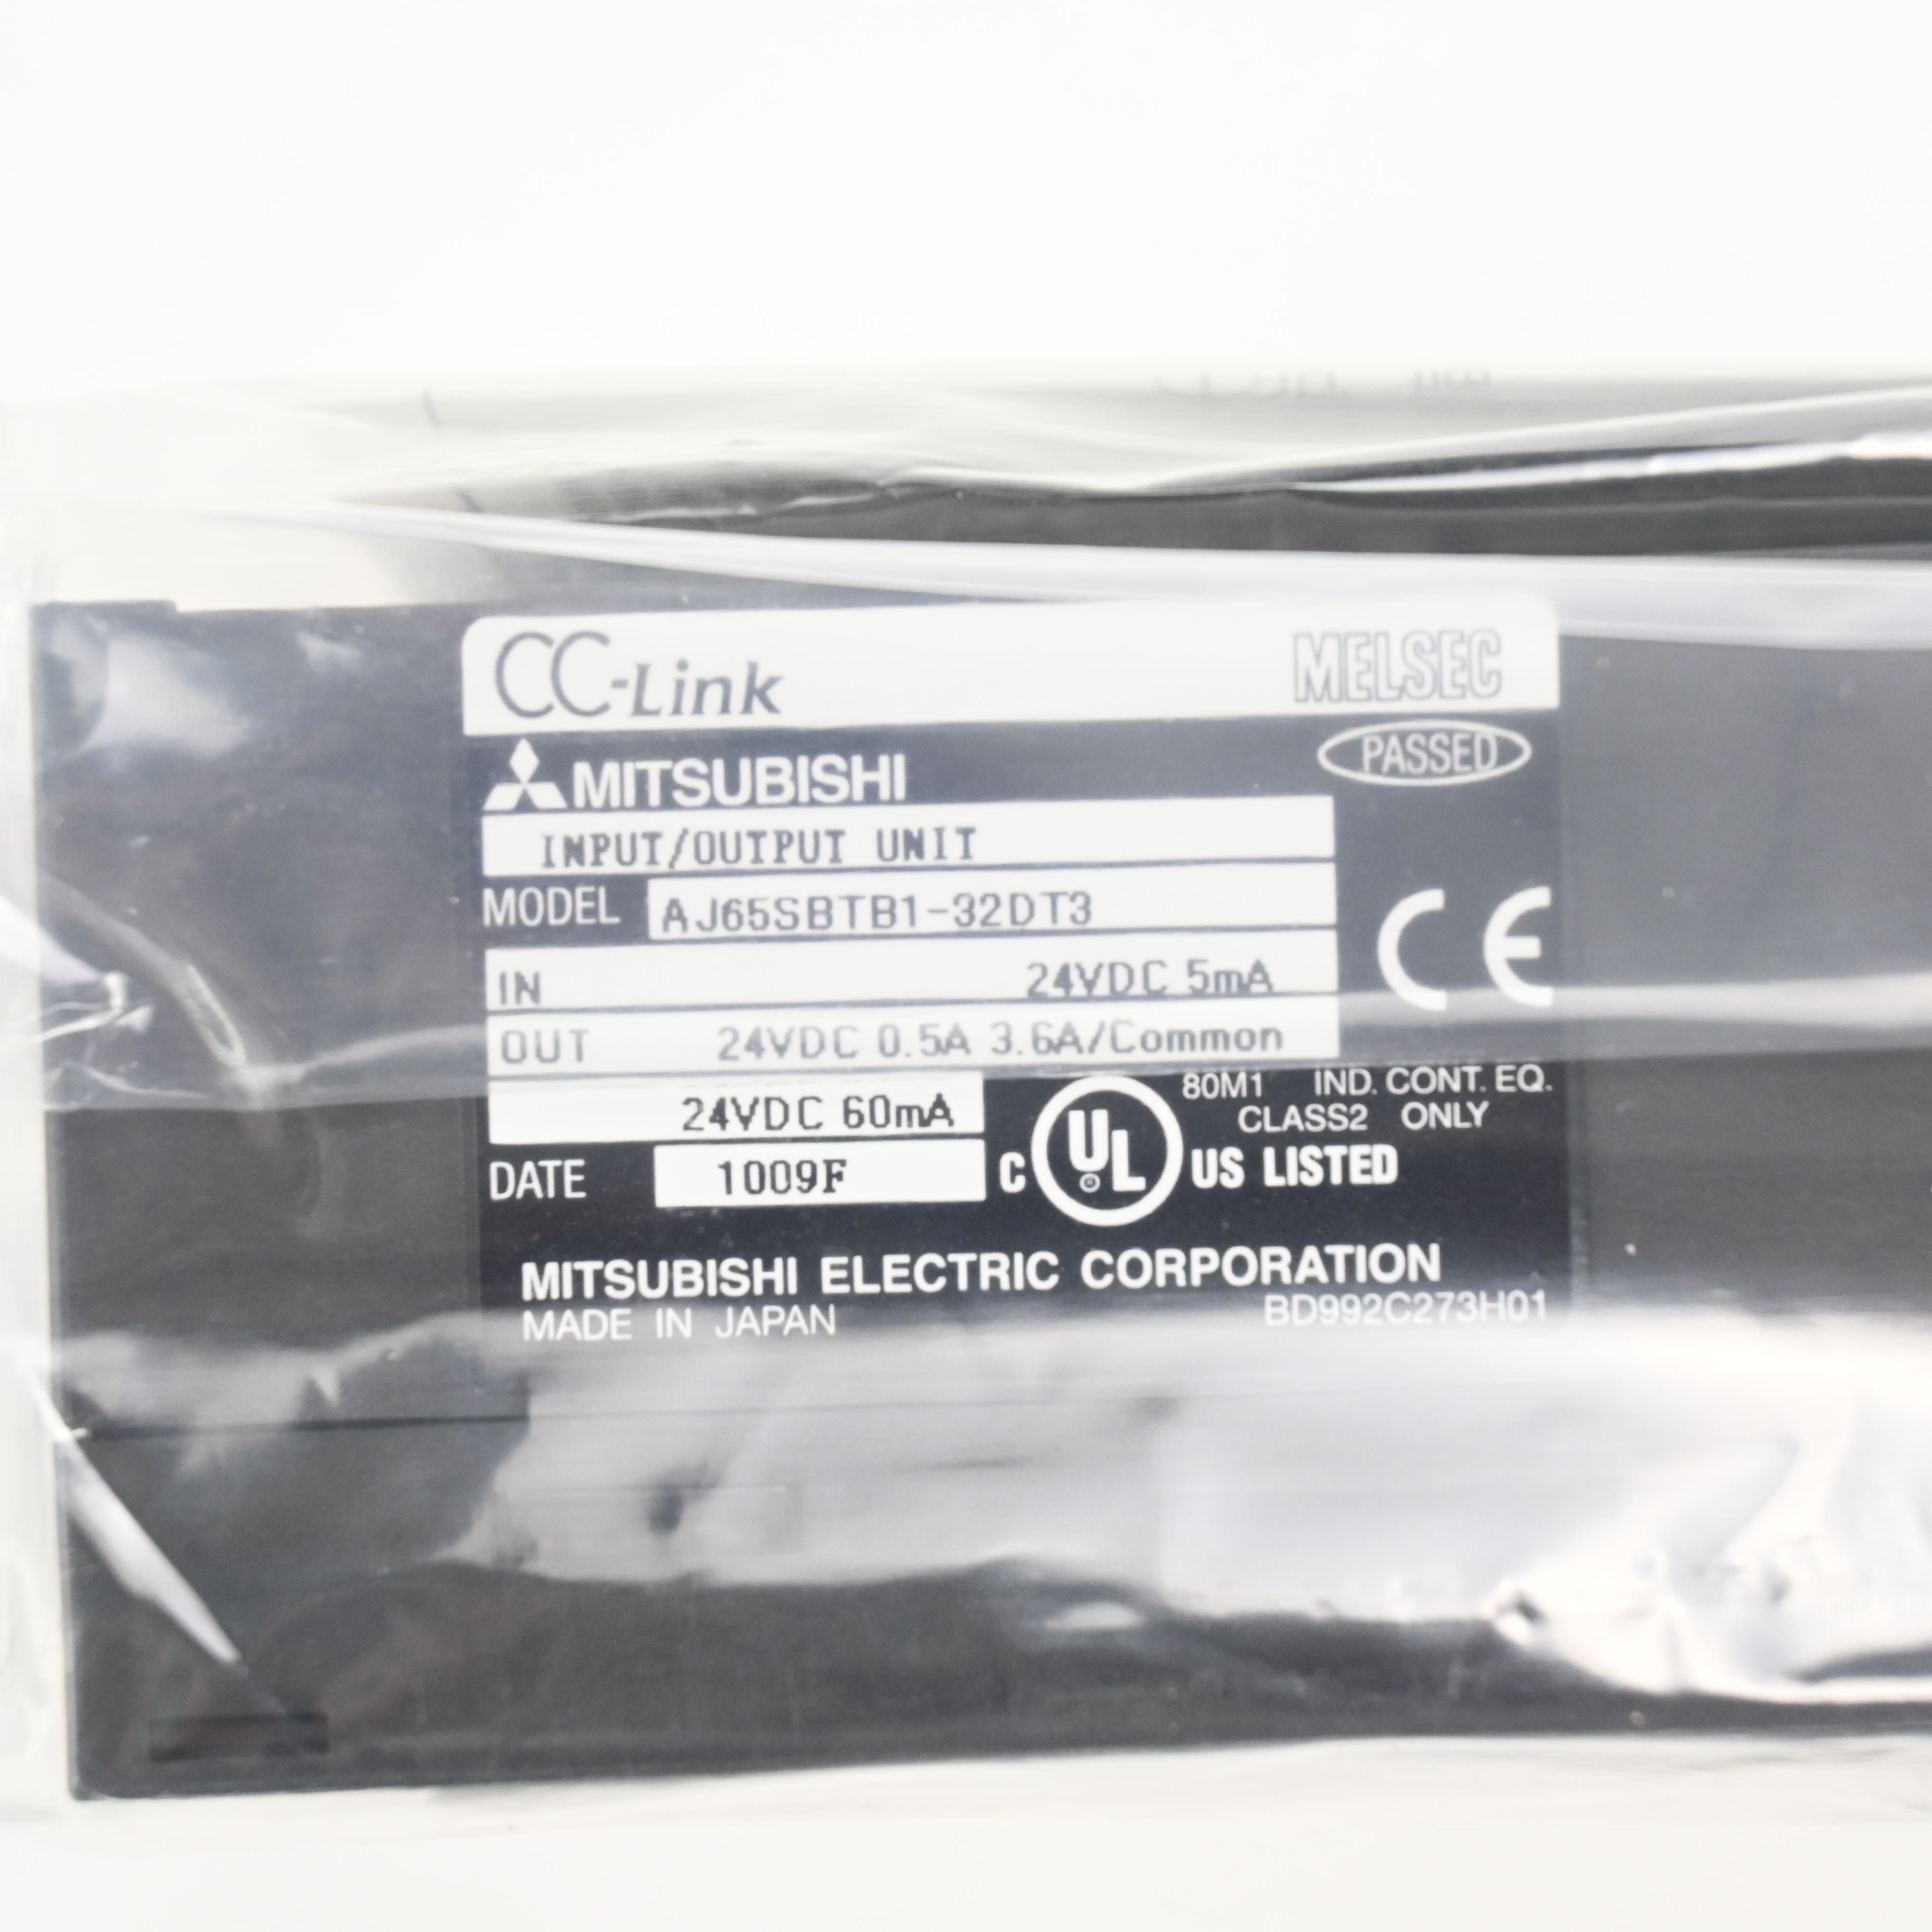 CC-Link MELSEC
MITSUBISHI PASSED
INPUT/OUTPUT UNIT
MODEL AJ65SBTB1-32DT3
CE
IN 24VDC 5mA
OUT 24VDC 0.5A 3.6A/Common
24VDC 60mA
80M1 IND. CONT. EQ.
CLASS2 ONLY
DATE 1009F
C UL US LISTED
MITSUBISHI ELECTRIC CORPORATION
MADE IN JAPAN BD992C273H01